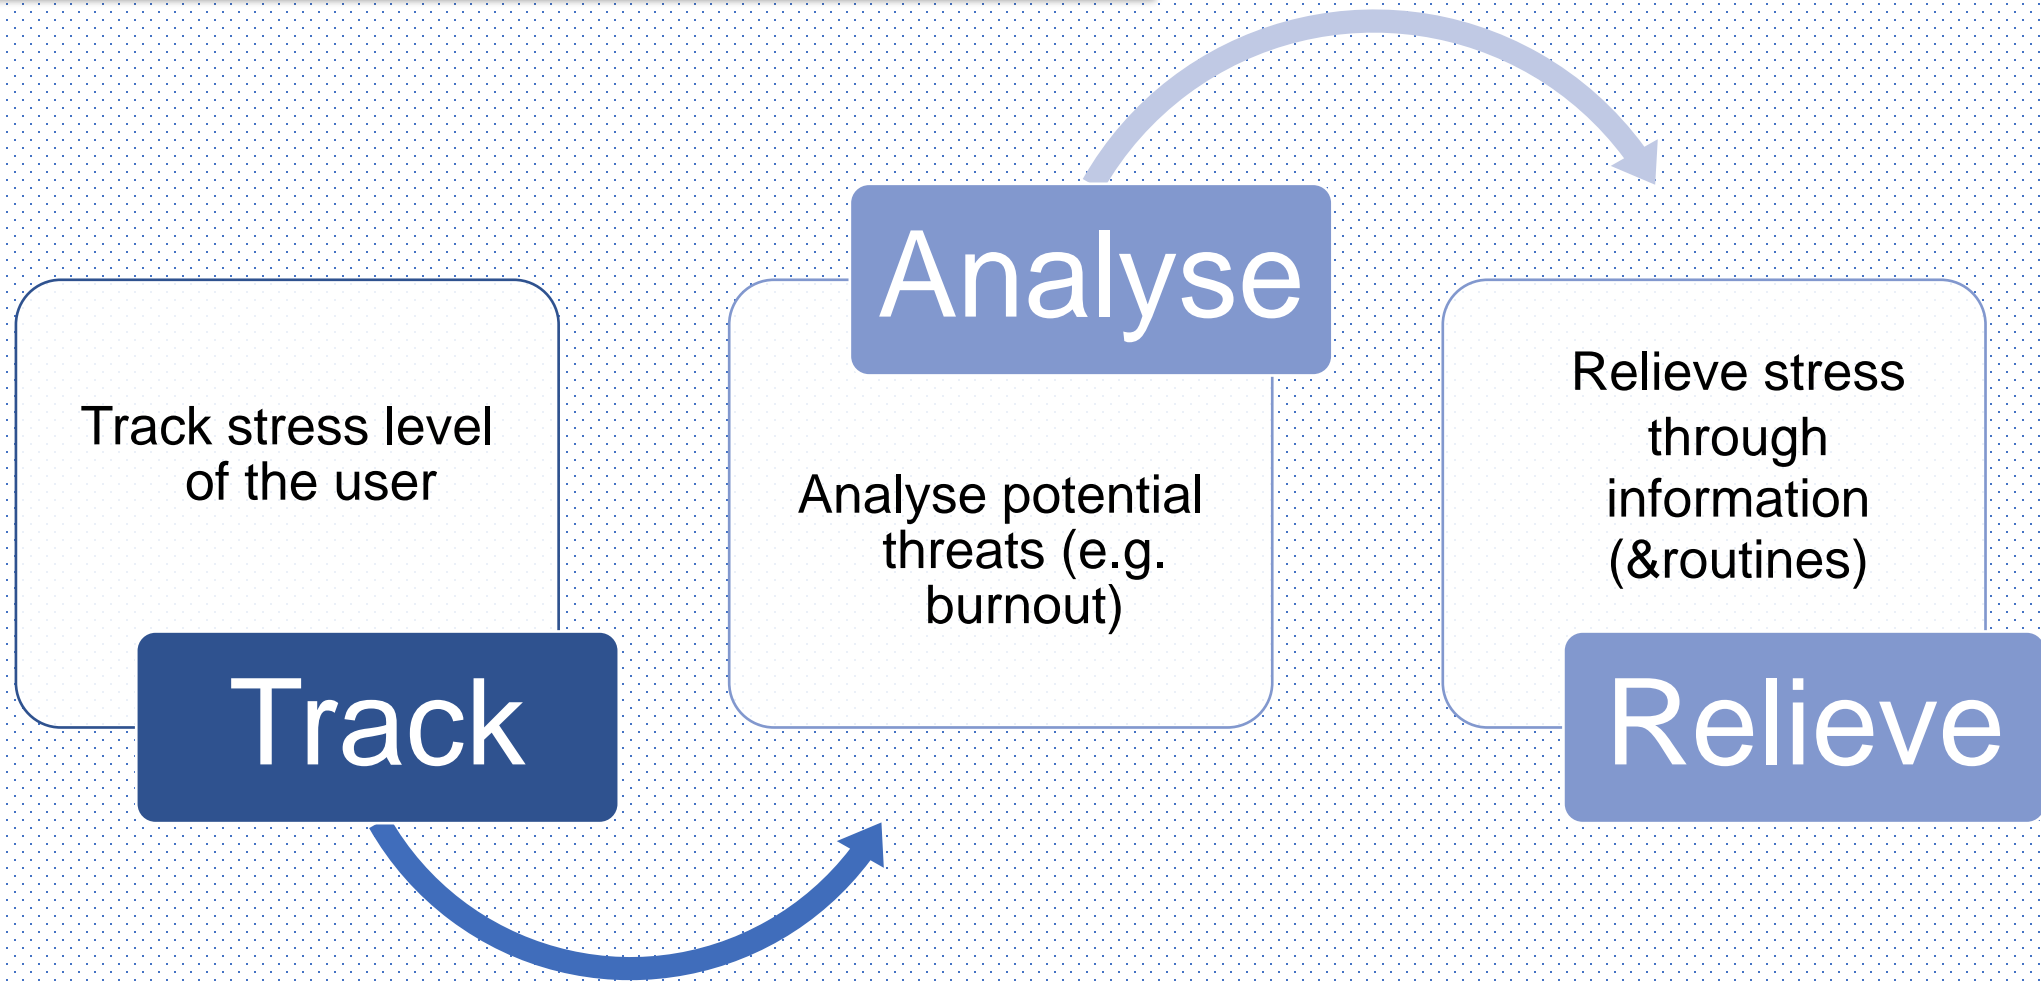 Track stress level
of the user
Track
Analyse
Analyse potential
threats (e.g.
burnout)
Relieve stress
through
information
(&routines)
Relieve